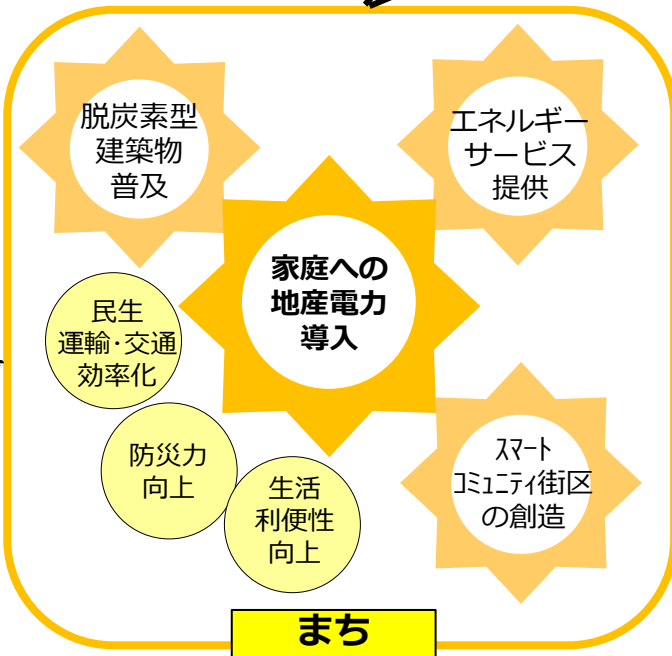 脱炭素型
建築物
普及
エネルギー
サービス
提供
家庭への
地産電力
導入
民生
運輸・交通
効率化
防災力
向上
生活
利便性
向上
スマート
コミュニティ街区
の創造
まち